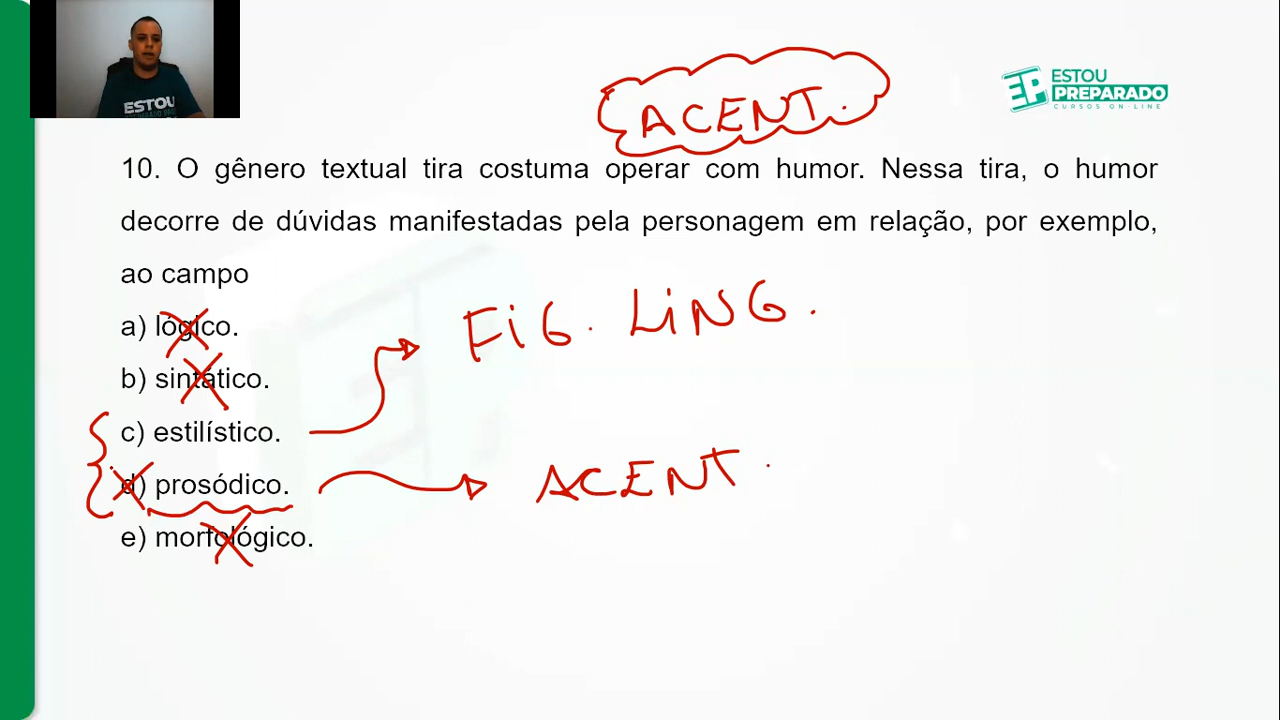 ESTOU
ACENT.
ESTOU
PREPARADO
CURSOS ON-LINE
10. O gênero textual tira costuma operar com humor. Nessa tira, o humor
decorre de dúvidas manifestadas pela personagem em relação, por exemplo,
ao campo
FIG. LING.
a) lógico.
b) sintático.
c) estilístico.
d) prosódico.
ACENT.
e) morfológico.